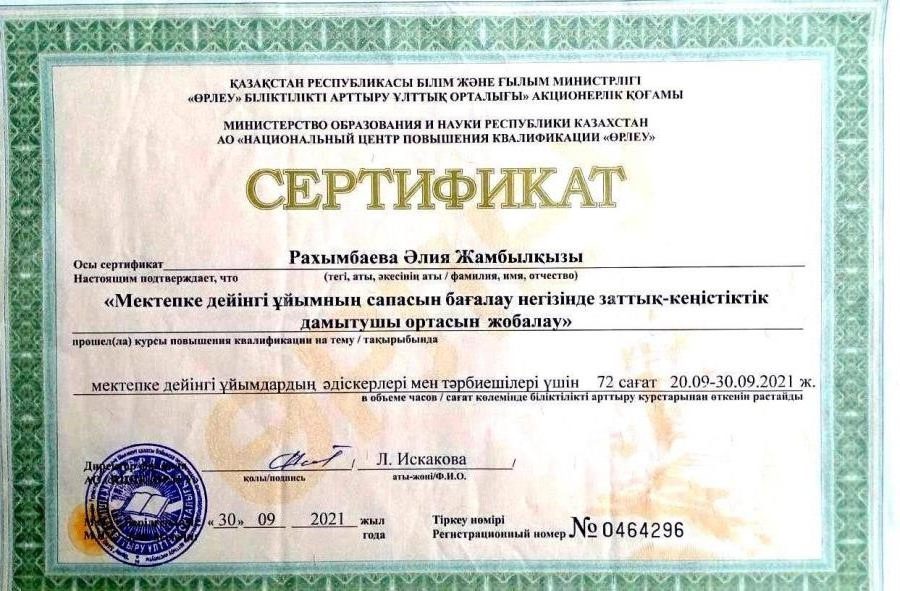 ҚАЗАҚСТАН РЕСПУБЛИКАСЫ БІЛІМ ЖӘНЕ ҒЫЛЫМ МИНИСТРЛІГІ
«ӨРЛЕУ» БІЛІКТІЛІКТІ АРТТЫРУ ҰЛТТЫҚ ОРТАЛЫҒЫ» АКЦИОНЕРЛІК ҚОҒАМЫ
МИНИСТЕРСТВО ОБРАЗОВАНИЯ И НАУКИ РЕСПУБЛИКИ КАЗАХСТАН
АО «НАЦИОНАЛЬНЫЙ ЦЕНТР ПОВЫШЕНИЯ КВАЛИФИКАЦИИ «ӨРЛЕУ»
СЕРТИФИКАТ
Осы сертификат Рахымбаева Әлия Жамбылқызы
Настоящим подтверждает, что (тегі, аты, әкесінің аты / фамилия, имя, отчество)
«Мектепке дейінгі ұйымның сапасын бағалау негізінде заттық-кеңістіктік
дамытушы ортасын жобалау»
прошел(ла) курсы повышения квалификации на тему / тақырыбында
мектепке дейінгі ұйымдардың әдіскерлері мен тәрбиешілері үшін 72 сағат 20.09-30.09.2021 ж.
в объеме часов / сағат көлемінде біліктілікті арттыру курстарынан өткенін растайды
Л. Искакова
қолы/подпись аты-жөні/Ф.И.О.
«30» 09 2021 жыл
года
Тіркеу нөмірі
Регистрационный номер № 0464296